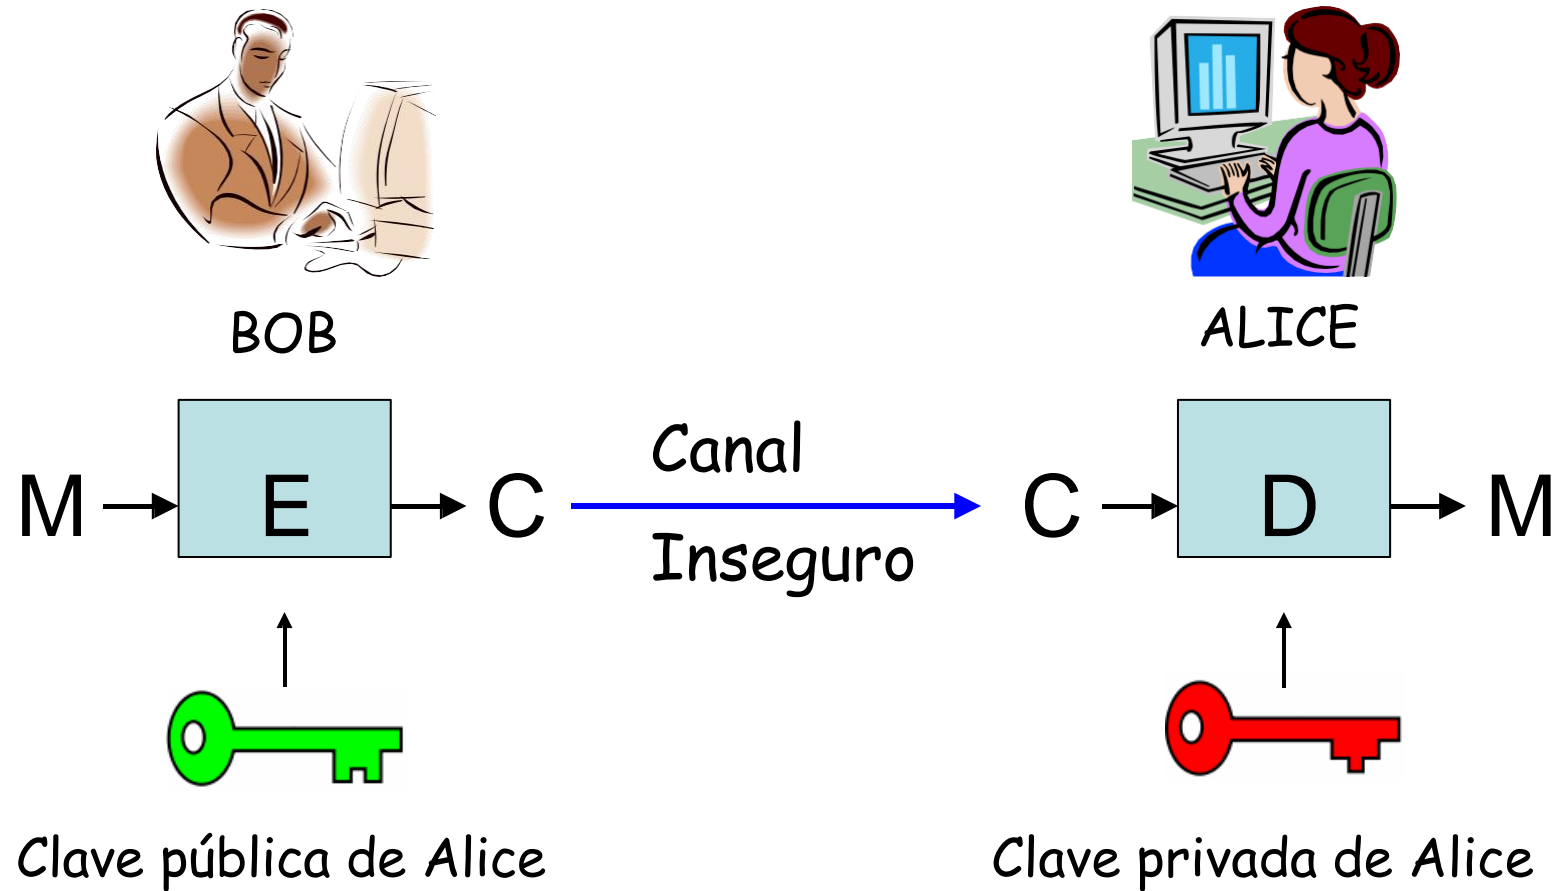 BOB
ALICE
M
E
C
Canal
Inseguro
C
D
M
Clave pública de Alice
Clave privada de Alice